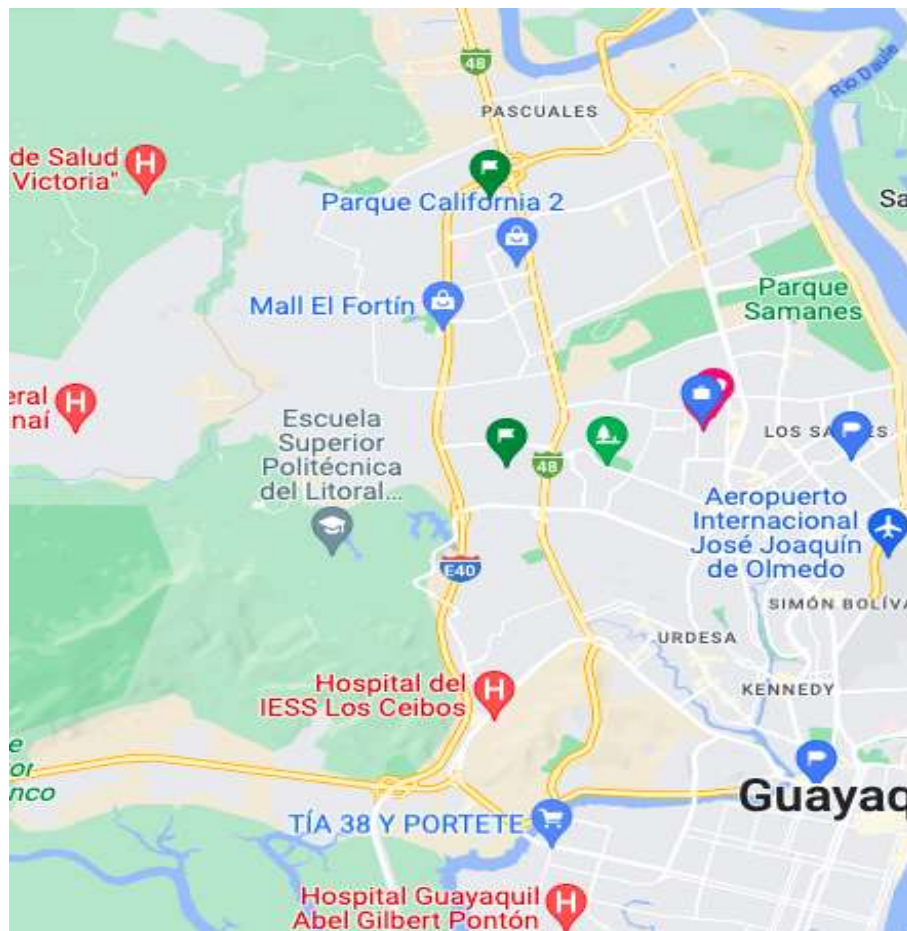 48
PASCUALES
Río Daule
de Salud
Victoria"
H
Parque California 2
Sa
Mall El Fortín
Parque
Samanes
eral
naí
H
Escuela
Superior
Politécnica
del Litoral...
LOS SA ES
48
Aeropuerto
Internacional
José Joaquín
de Olmedo
E40
SIMÓN BOLÍVA
URDESA
Hospital del
IESS Los Ceibos
H
KENNEDY
e
or
nco
Guayaq
TÍA 38 Y PORTETE
Hospital Guayaquil
Abel Gilbert Pontón
H